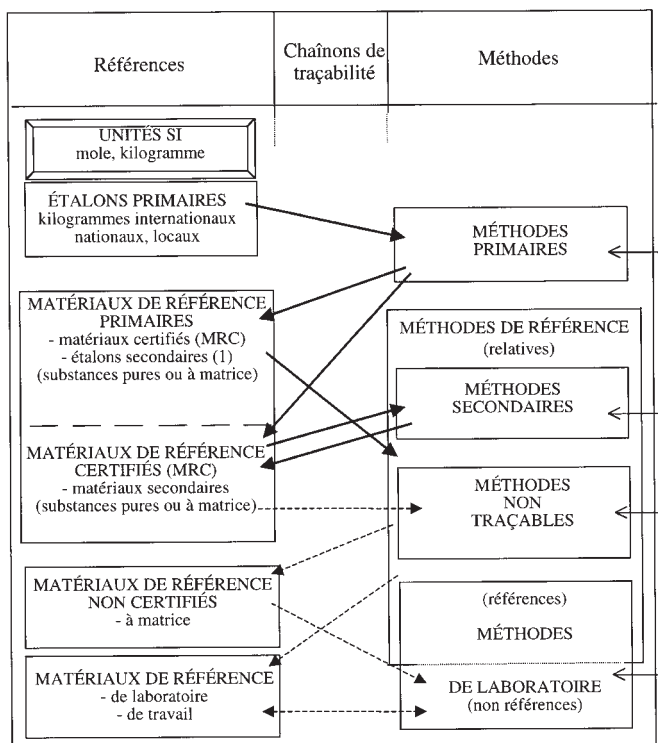 Références
Chaînons de
traçabilité
Méthodes
UNITÉS SI
mole, kilogramme
ÉTALONS PRIMAIRES
kilogrammes internationaux
nationaux, locaux
MÉTHODES
PRIMAIRES
MATÉRIAUX DE RÉFÉRENCE
PRIMAIRES
- matériaux certifiés (MRC)
- étalons secondaires (1)
(substances pures ou à matrice)
MÉTHODES DE RÉFÉRENCE
(relatives)
MÉTHODES
SECONDAIRES
MATÉRIAUX DE RÉFÉRENCE
CERTIFIÉS (MRC)
- matériaux secondaires
(substances pures ou à matrice)
MÉTHODES
NON
TRAÇABLES
MATÉRIAUX DE RÉFÉRENCE
NON CERTIFIÉS
- à matrice
(références)
MÉTHODES
DE LABORATOIRE
(non références)
MATÉRIAUX DE RÉFÉRENCE
- de laboratoire
- de travail